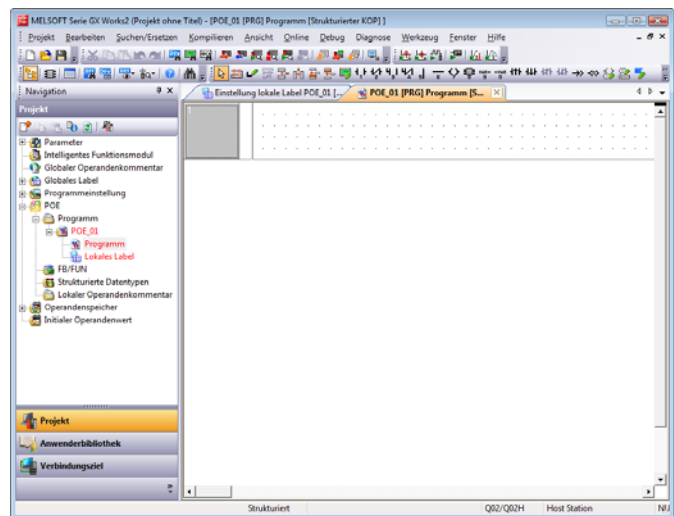 MELSOFT Serie GX Works2 (Projekt ohne Titel) - [POE_01 [PRG] Programm [Strukturierter KOP] ]
Projekt Bearbeiten Suchen/Ersetzen Kompilieren Ansicht Online Debug Diagnose Werkzeug Fenster Hilfe
Navigation
Einstellung lokale Label POE_01 [...
POE_01 [PRG] Programm [S...
Projekt
1
Parameter
Intelligentes Funktionsmodul
Globaler Operandenkommentar
Globales Label
Programmeinstellung
POE
Programm
POE_01
Programm
Lokales Label
FB/FUN
Strukturierte Datentypen
Lokaler Operandenkommentar
Operandenspeicher
Initialer Operandenwert
Projekt
Anwenderbibliothek
Verbindungsziel
Strukturiert Q02/Q02H Host Station